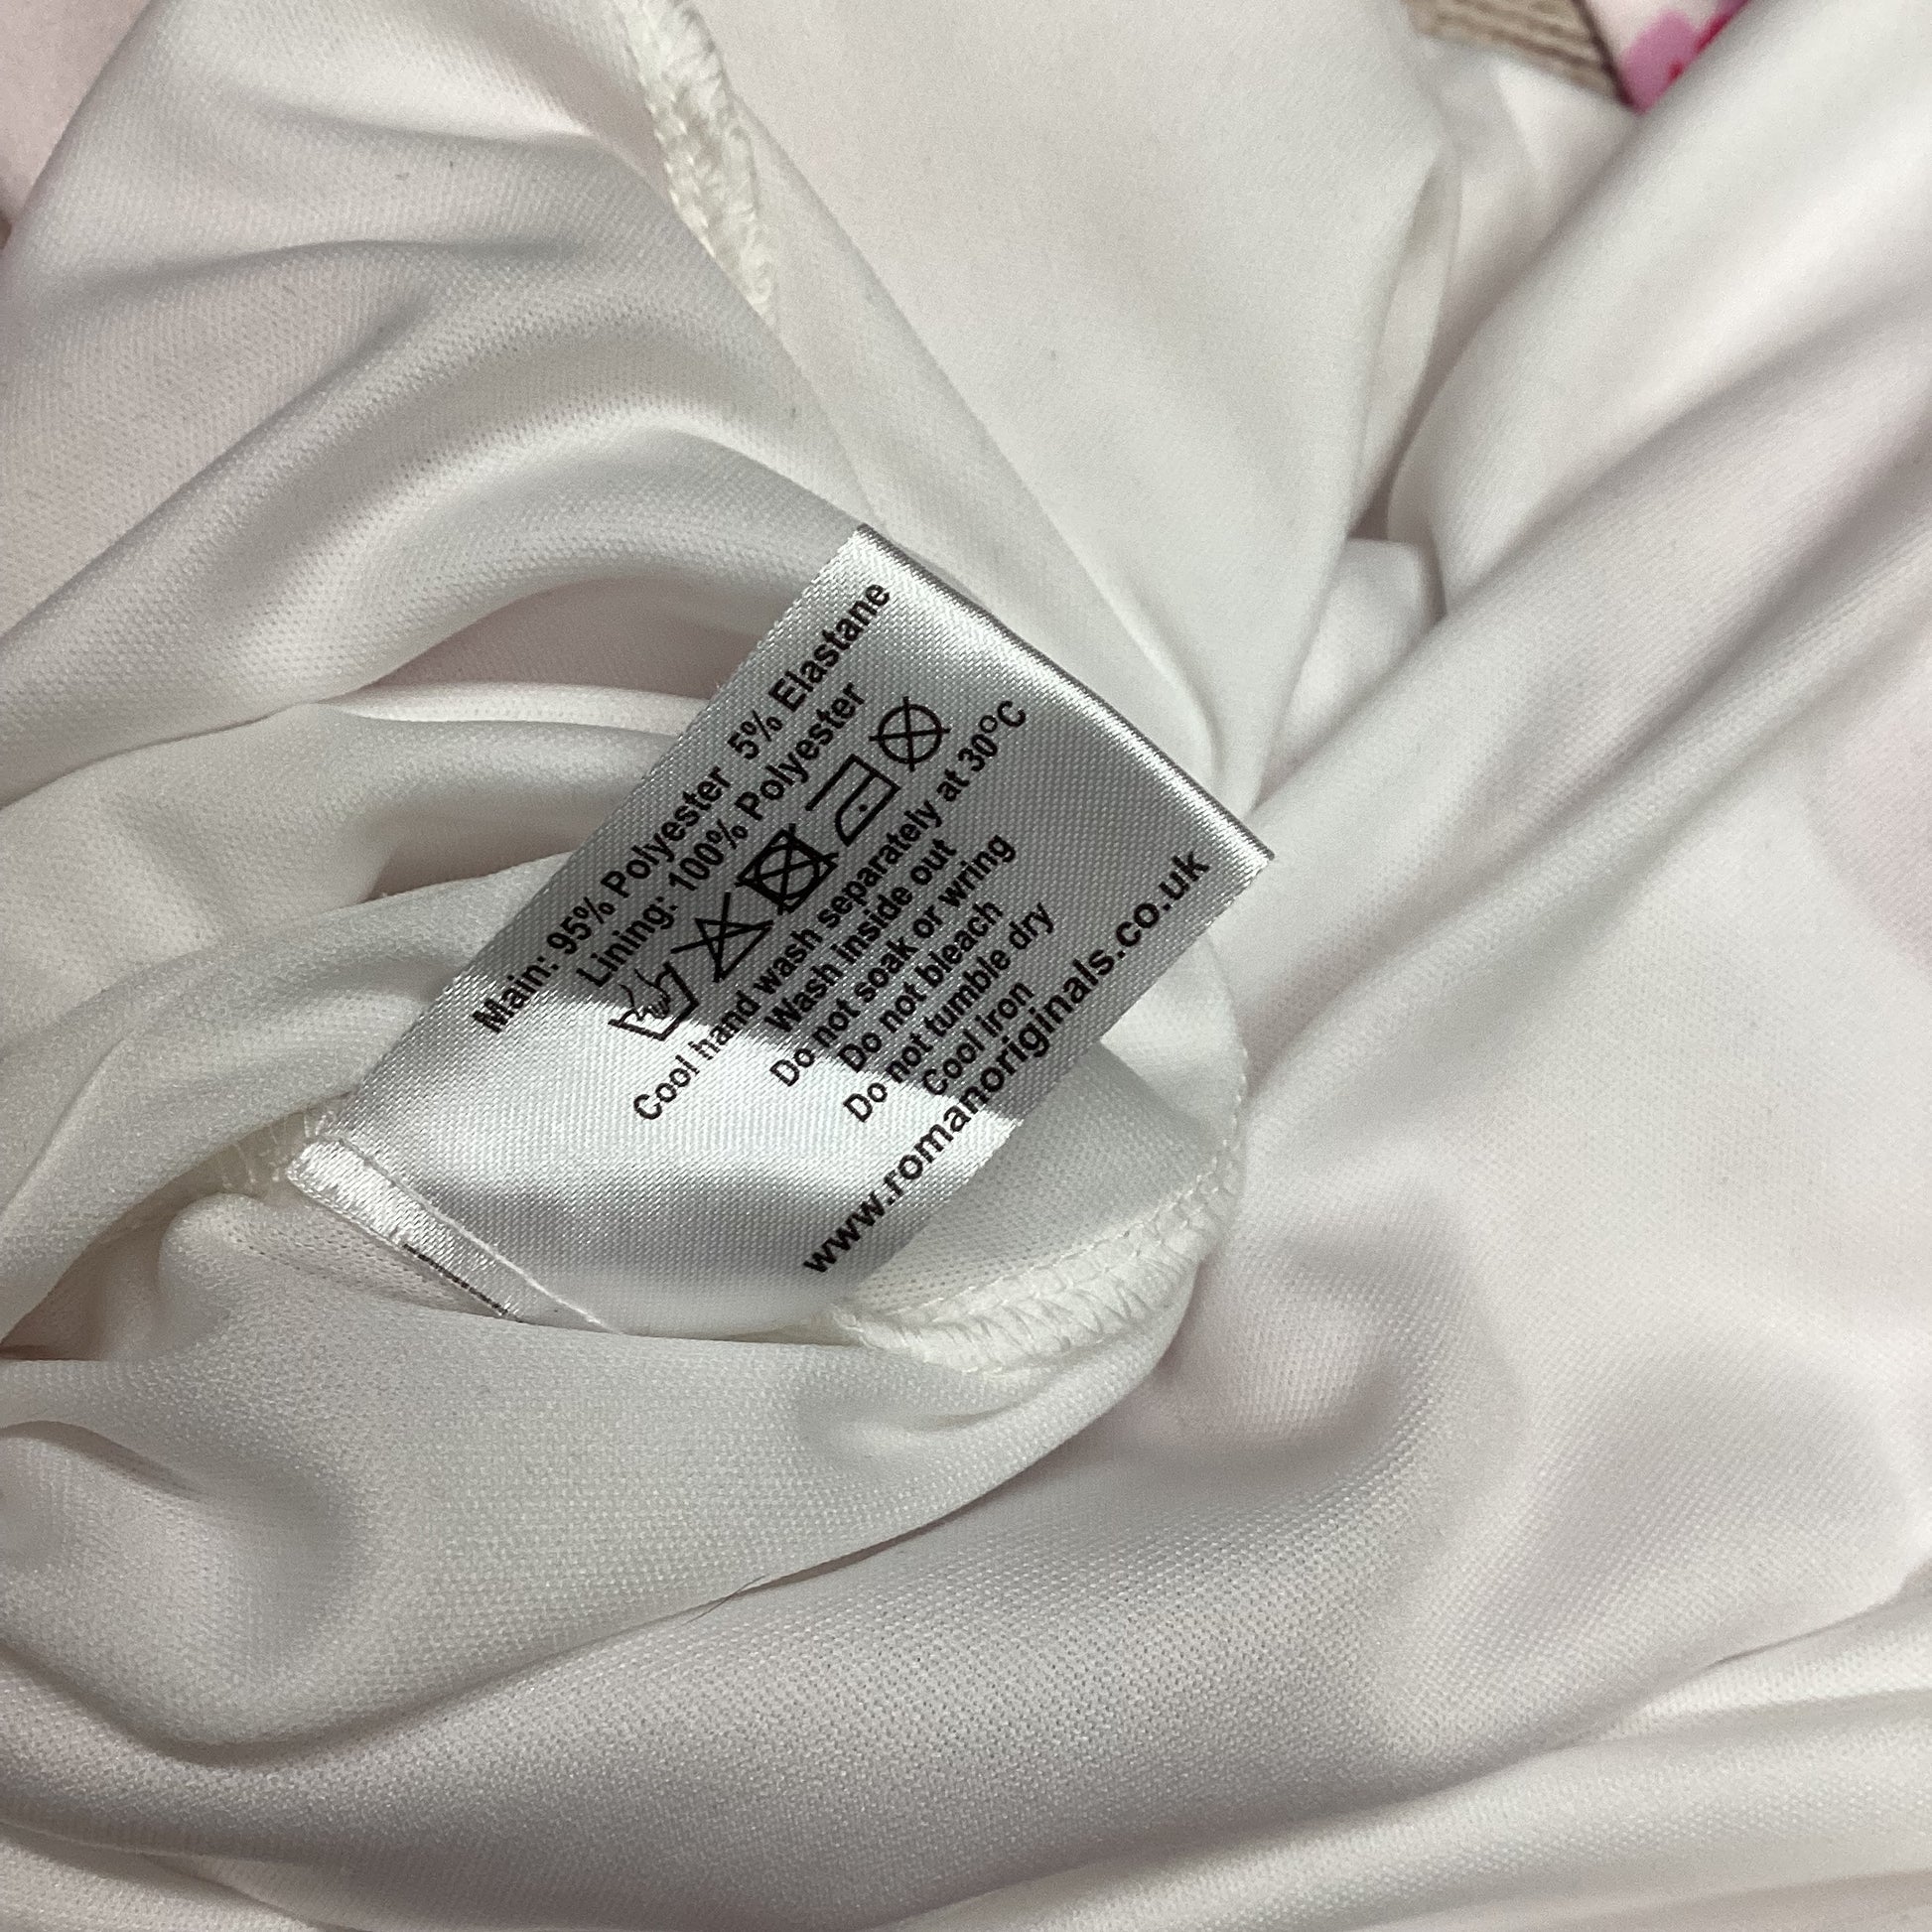 Main: 95% Polyester 5% Elastane
Lining: 100% Polyester
Cool hand wash separately at 30°C
Wash inside out
Do not soak or wring
Do not bleach
Do not tumble dry
Cool iron
www.romanoriginals.co.uk